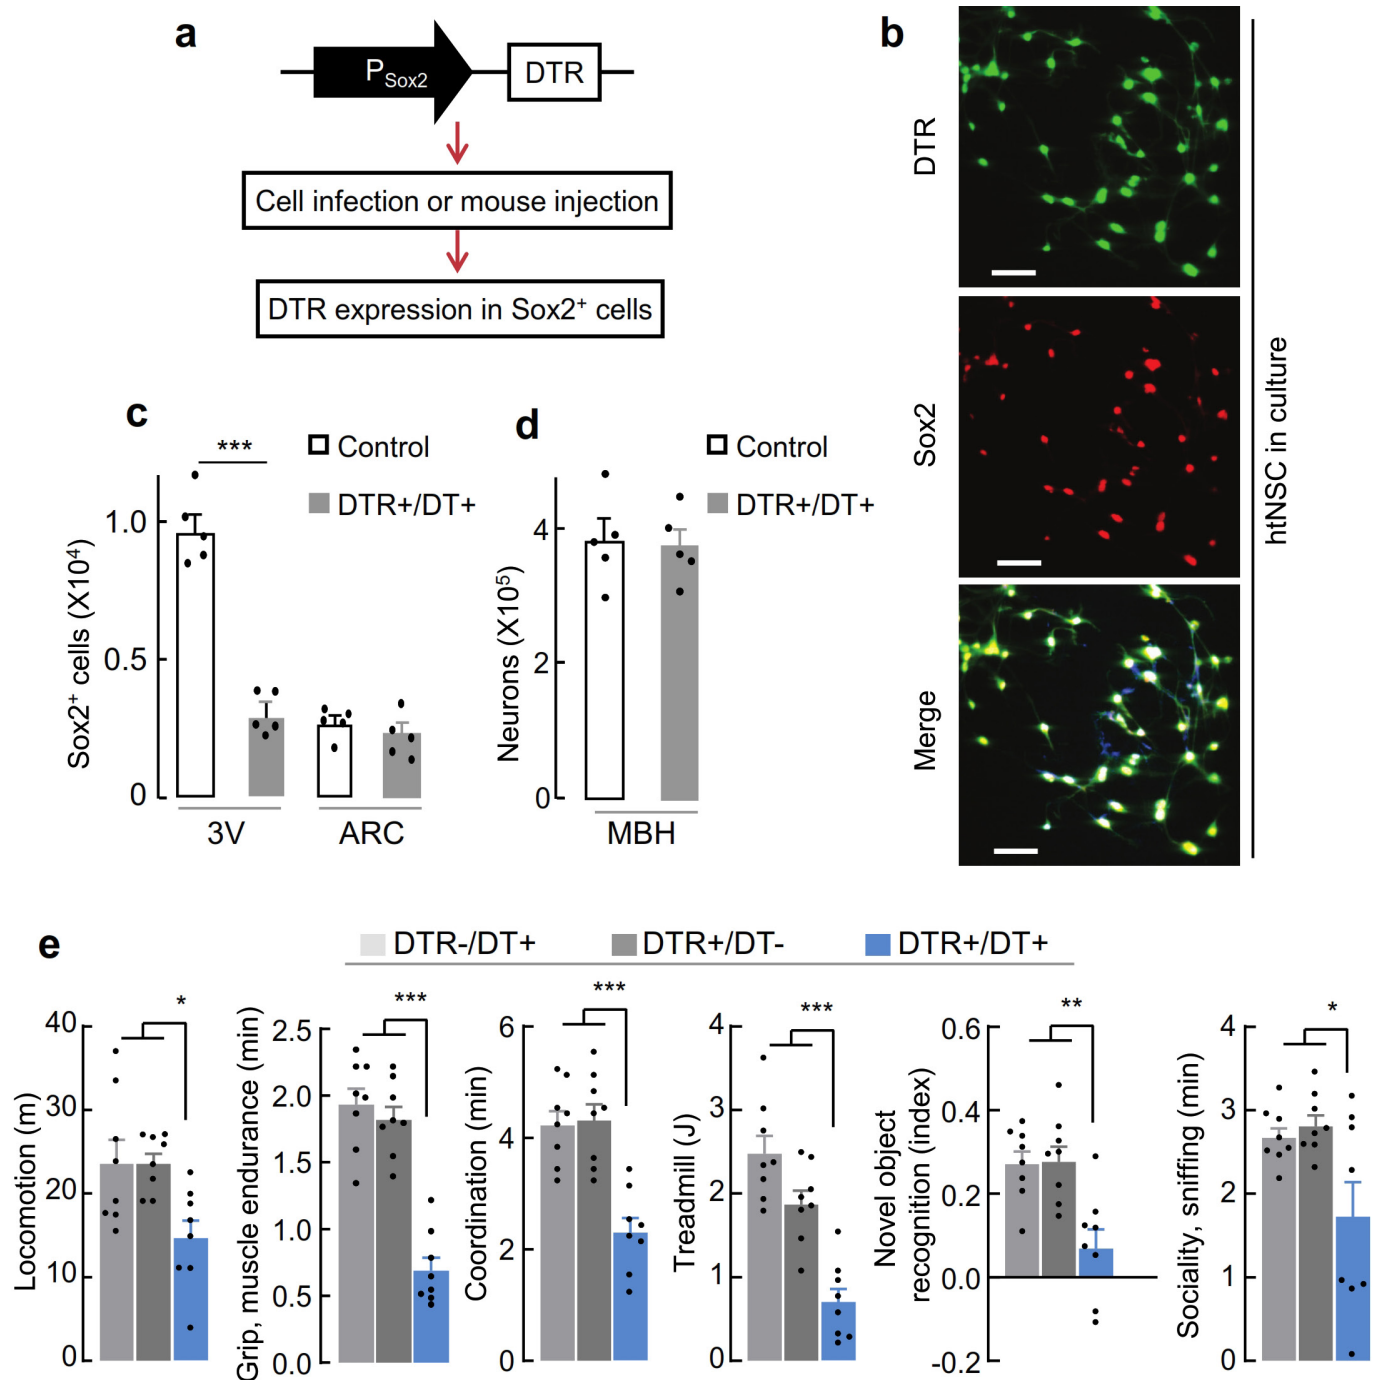 a
P Sox2
DTR
Cell infection or mouse injection
DTR expression in Sox2+ cells
b
DTR
Sox2
Merge
htNSC in culture
c
***
Control
DTR+/DT+
Sox2+ cells (X10^4)
1.0
0.5
0
3V
ARC
d
Control
DTR+/DT+
Neurons (X10^5)
4
2
0
MBH
e
DTR-/DT+
DTR+/DT-
DTR+/DT+
Locomotion (m)
40
30
20
10
0
*
Grip, muscle endurance (min)
2.5
2.0
1.5
1.0
0.5
0.0
***
Coordination (min)
6
4
2
0
***
Treadmill (J)
4
3
2
1
0
***
Novel object
recognition (index)
0.6
0.4
0.2
0.0
-0.2
**
Sociality, sniffing (min)
4
3
2
1
0
*